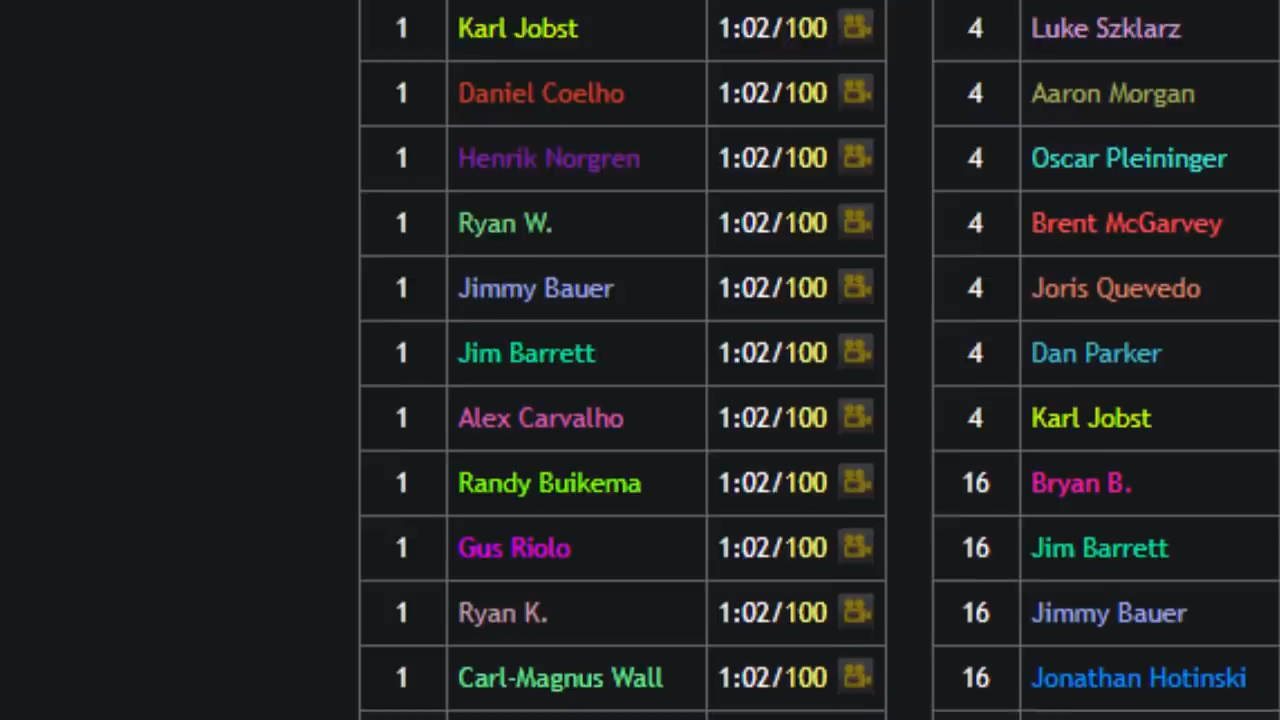 1 Karl Jobst 1:02/100 4 Luke Szklarz
1 Daniel Coelho 1:02/100 4 Aaron Morgan
1 Henrik Norgren 1:02/100 4 Oscar Pleininger
1 Ryan W. 1:02/100 4 Brent McGarvey
1 Jimmy Bauer 1:02/100 4 Joris Quevedo
1 Jim Barrett 1:02/100 4 Dan Parker
1 Alex Carvalho 1:02/100 4 Karl Jobst
1 Randy Buikema 1:02/100 16 Bryan B.
1 Gus Riolo 1:02/100 16 Jim Barrett
1 Ryan K. 1:02/100 16 Jimmy Bauer
1 Carl-Magnus Wall 1:02/100 16 Jonathan Hotinski